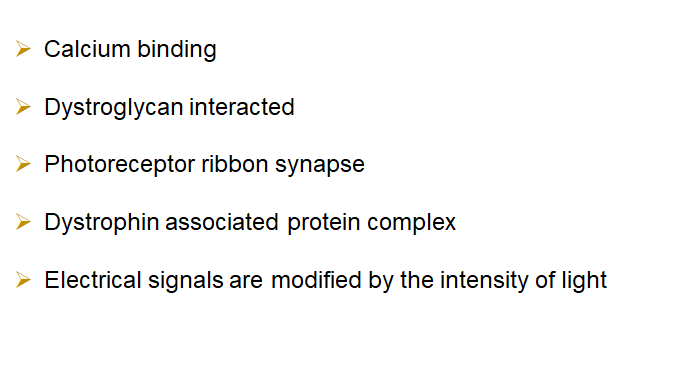 Calcium binding
Dystroglycan interacted
Photoreceptor ribbon synapse
Dystrophin associated protein complex
Electrical signals are modified by the intensity of light